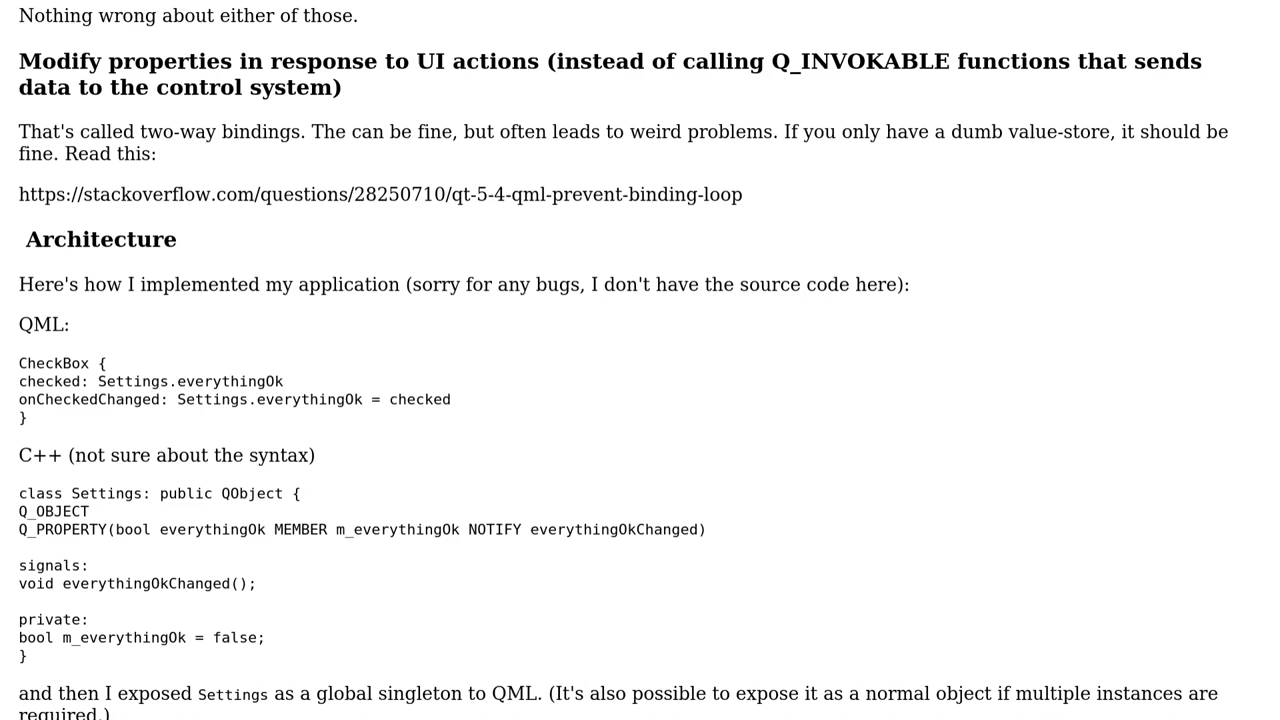 Nothing wrong about either of those.
Modify properties in response to UI actions (instead of calling Q_INVOKABLE functions that sends
data to the control system)
That's called two-way bindings. The can be fine, but often leads to weird problems. If you only have a dumb value-store, it should be
fine. Read this:
https://stackoverflow.com/questions/28250710/qt-5-4-qml-prevent-binding-loop
Architecture
Here's how I implemented my application (sorry for any bugs, I don't have the source code here):
QML:
CheckBox {
checked: Settings.everythingOk
onCheckedChanged: Settings.everythingOk = checked
}
C++ (not sure about the syntax)
class Settings: public QObject {
Q_OBJECT
Q_PROPERTY(bool everythingOk MEMBER m_everythingOk NOTIFY everythingOkChanged)
signals:
void everythingOkChanged();
private:
bool m_everythingOk = false;
}
and then I exposed Settings as a global singleton to QML. (It's also possible to expose it as a normal object if multiple instances are
required.)